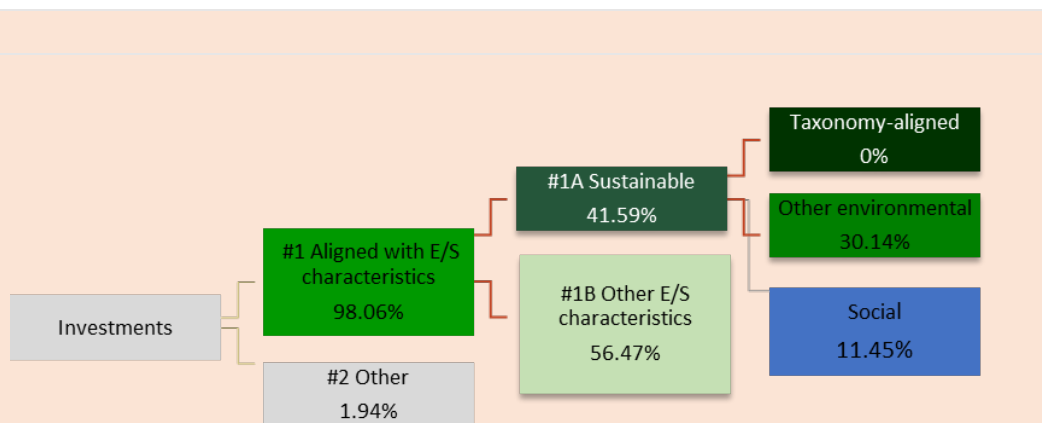 Investments
#1 Aligned with E/S
characteristics
98.06%
#2 Other
1.94%
#1A Sustainable
41.59%
#1B Other E/S
characteristics
56.47%
Taxonomy-aligned
0%
Other environmental
30.14%
Social
11.45%